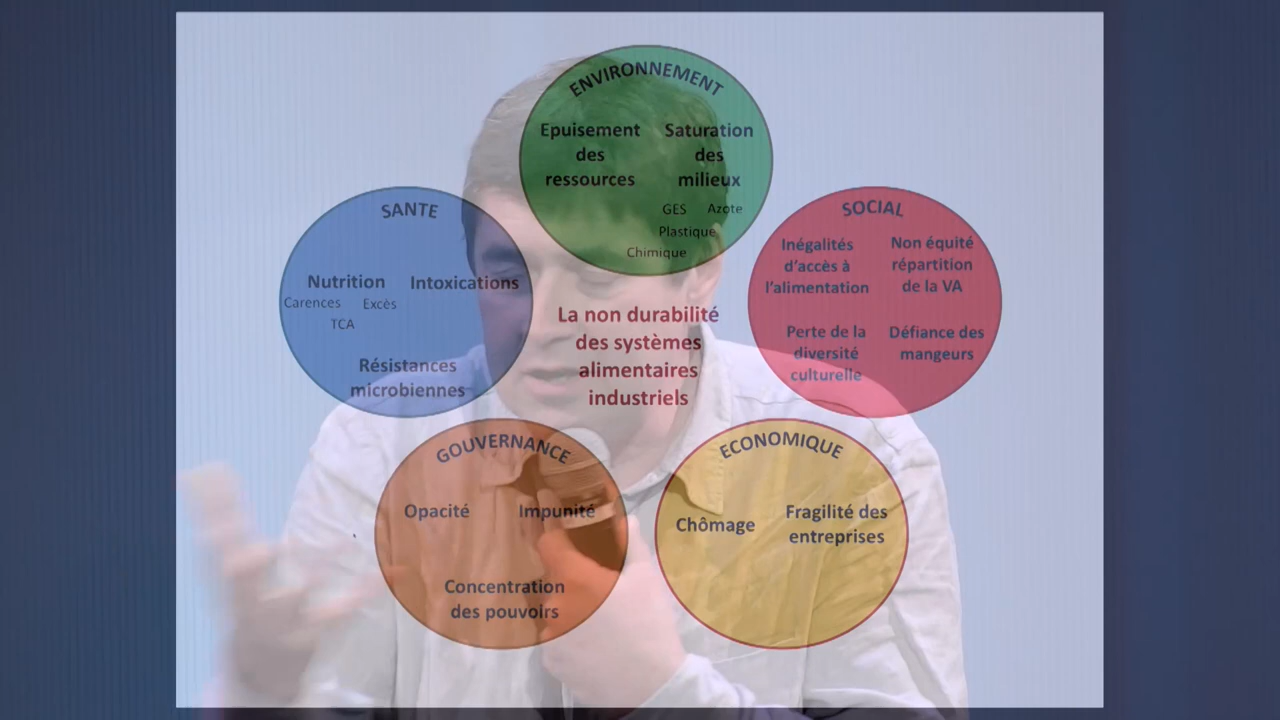 ENVIRONNEMENT
Epuisement
des
ressources
Saturation
des
milieux
GES Azote
Plastique
Chimique
SANTE
Nutrition
Carences Excès
TCA
Intoxications
Résistances
microbiennes
La non durabilité
des systèmes
alimentaires
industriels
SOCIAL
Inégalités
d'accès à
l'alimentation
Non équité
répartition
de la VA
Perte de la
diversité
culturelle
Défiance des
mangeurs
GOUVERNANCE
Opacité
Impunité
Concentration
des pouvoirs
ECONOMIQUE
Chômage
Fragilité des
entreprises